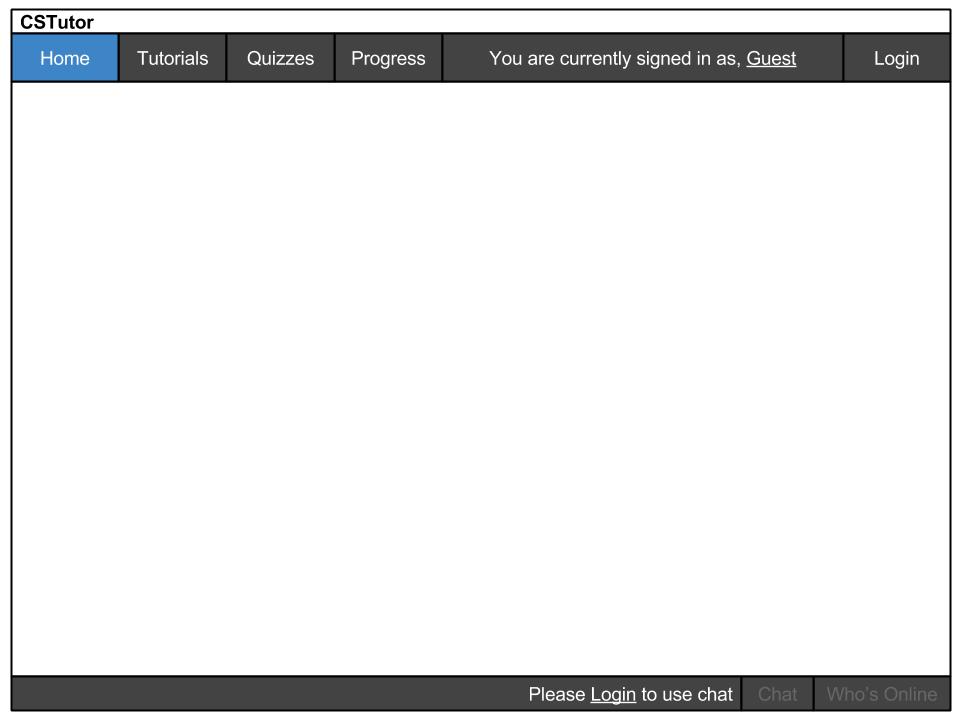 CSTutor
Home Tutorials Quizzes Progress You are currently signed in as, Guest Login
Please Login to use chat Chat Who's Online